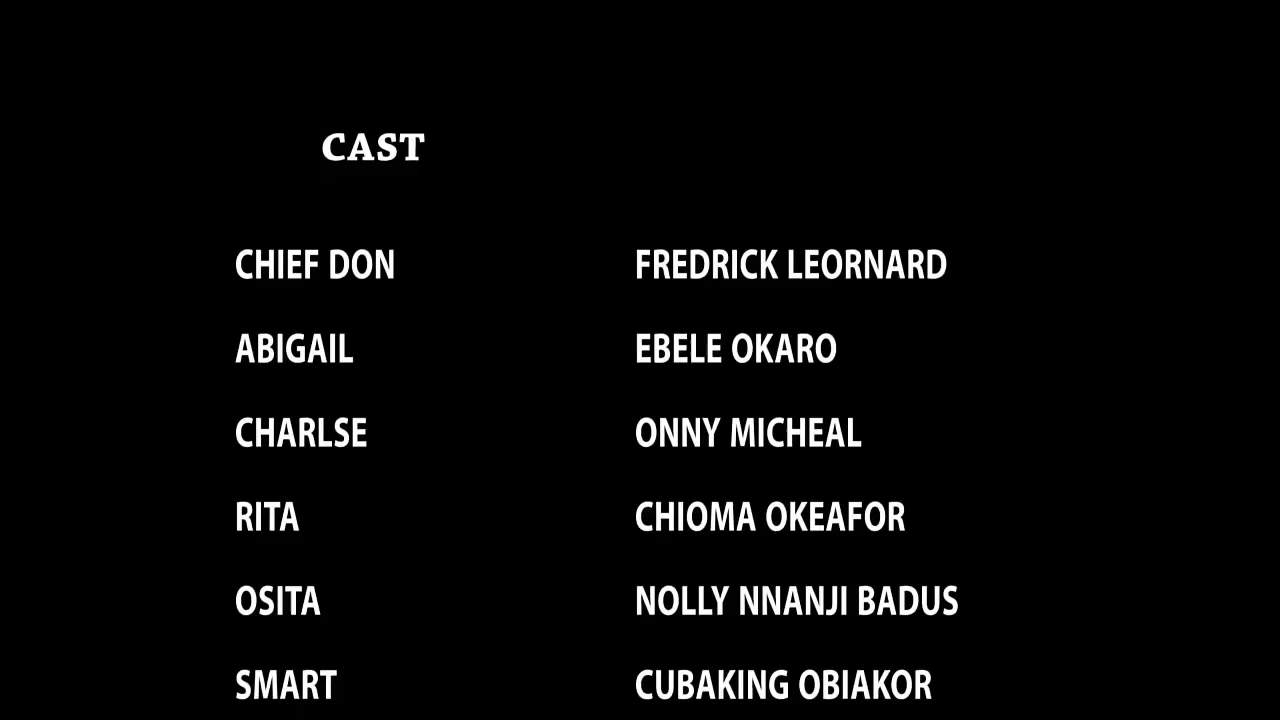 CAST
CHIEF DON FREDRICK LEORNARD
ABIGAIL EBELE OKARO
CHARLSE ONNY MICHEAL
RITA CHIOMA OKEAFOR
OSITA NOLLY NNANJI BADUS
SMART CUBAKING OBIAKOR